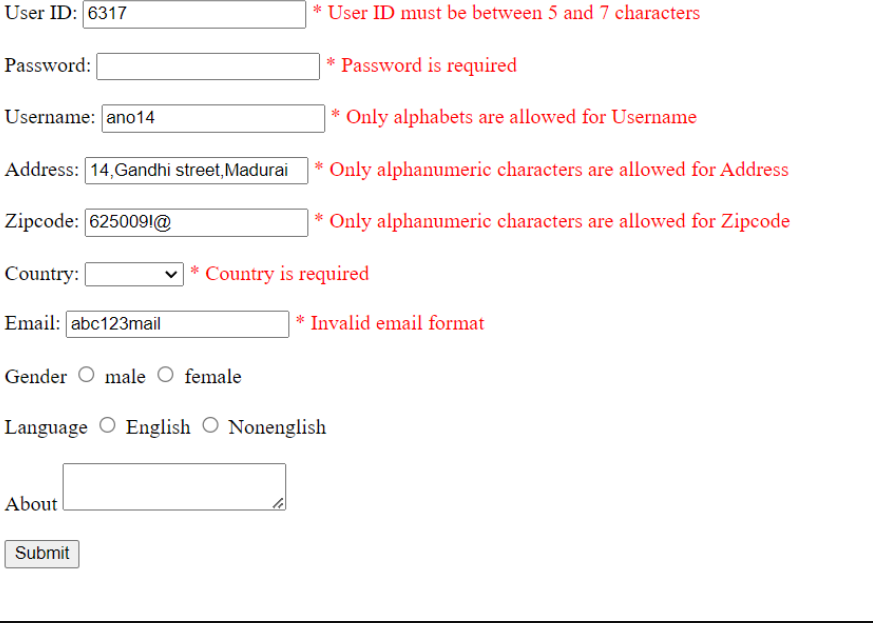 User ID: 6317 * User ID must be between 5 and 7 characters
Password: * Password is required
Username: ano14 * Only alphabets are allowed for Username
Address: 14,Gandhi street,Madurai * Only alphanumeric characters are allowed for Address
Zipcode: 625009!@ * Only alphanumeric characters are allowed for Zipcode
Country: * Country is required
Email: abc123mail * Invalid email format
Gender male female
Language English Nonenglish
About
Submit